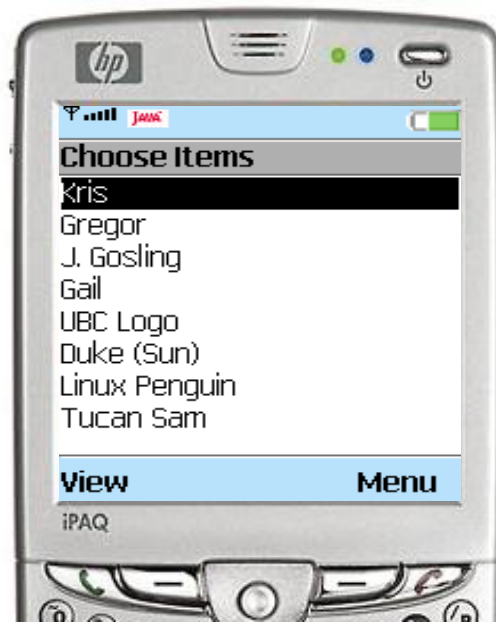 hp
JAVA
Choose Items
Kris
Gregor
J. Gosling
Gail
UBC Logo
Duke (Sun)
Linux Penguin
Tucan Sam
View Menu
iPAQ